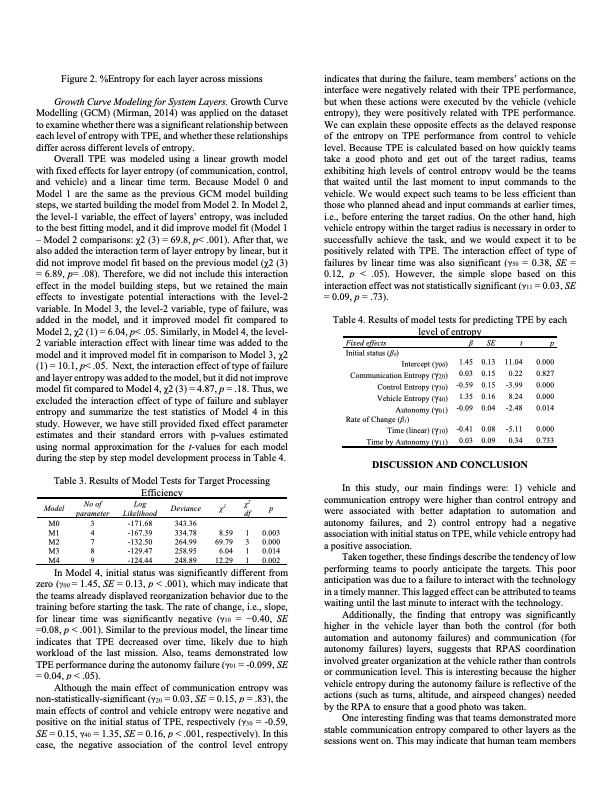 Figure 2. %Entropy for each layer across missions
Growth Curve Modeling for System Layers. Growth Curve
Modelling (GCM) (Mirman, 2014) was applied on the dataset
to examine whether there was a significant relationship between
each level of entropy with TPE, and whether these relationships
differ across different levels of entropy.
Overall TPE was modeled using a linear growth model
with fixed effects for layer entropy (of communication, control,
and vehicle) and a linear time term. Because Model 0 and
Model 1 are the same as the previous GCM model building
steps, we started building the model from Model 2. In Model 2,
the level-1 variable, the effect of layers' entropy, was included
to the best fitting model, and it did improve model fit (Model 1
– Model 2 comparisons: χ2 (3) = 69.8, p< .001). After that, we
also added the interaction term of layer entropy by linear, but it
did not improve model fit based on the previous model (χ2 (3)
= 6.89, p= .08). Therefore, we did not include this interaction
effect in the model building steps, but we retained the main
effects to investigate potential interactions with the level-2
variable. In Model 3, the level-2 variable, type of failure, was
added in the model, and it improved model fit compared to
Model 2, χ2 (1) = 6.04, p< .05. Similarly, in Model 4, the level-
2 variable interaction effect with linear time was added to the
model and it improved model fit in comparison to Model 3, χ2
(1) = 10.1, p<.05. Next, the interaction effect of type of failure
and layer entropy was added to the model, but it did not improve
model fit compared to Model 4, χ2 (3) = 4.87, p = .18. Thus, we
excluded the interaction effect of type of failure and sublayer
entropy and summarize the test statistics of Model 4 in this
study. However, we have still provided fixed effect parameter
estimates and their standard errors with p-values estimated
using normal approximation for the t-values for each model
during the step by step model development process in Table 4.
Table 3. Results of Model Tests for Target Processing
Efficiency
Model No of parameter Log Likelihood Deviance χ² χ² df p
M0 3 -171.68 343.36
M1 4 -167.39 334.78 8.59 1 0.003
M2 7 -132.50 264.99 69.79 3 0.000
M3 8 -129.47 258.95 6.04 1 0.014
M4 9 -124.44 248.89 12.29 1 0.002
In Model 4, initial status was significantly different from
zero (γ00= 1.45, SE = 0.13, p < .001), which may indicate that
the teams already displayed reorganization behavior due to the
training before starting the task. The rate of change, i.e., slope,
for linear time was significantly negative (γ10 = −0.40, SE
=0.08, p < .001). Similar to the previous model, the linear time
indicates that TPE decreased over time, likely due to high
workload of the last mission. Also, teams demonstrated low
TPE performance during the autonomy failure (γ01 = -0.099, SE
= 0.04, p < .05).
Although the main effect of communication entropy was
non-statistically-significant (γ20 = 0.03, SE = 0.15, p = .83), the
main effects of control and vehicle entropy were negative and
positive on the initial status of TPE, respectively (γ30 = -0.59,
SE = 0.15, γ40 = 1.35, SE = 0.16, p < .001, respectively). In this
case, the negative association of the control level entropy
indicates that during the failure, team members' actions on the
interface were negatively related with their TPE performance,
but when these actions were executed by the vehicle (vehicle
entropy), they were positively related with TPE performance.
We can explain these opposite effects as the delayed response
of the entropy on TPE performance from control to vehicle
level. Because TPE is calculated based on how quickly teams
take a good photo and get out of the target radius, teams
exhibiting high levels of control entropy would be the teams
that waited until the last moment to input commands to the
vehicle. We would expect such teams to be less efficient than
those who planned ahead and input commands at earlier times,
i.e., before entering the target radius. On the other hand, high
vehicle entropy within the target radius is necessary in order to
successfully achieve the task, and we would expect it to be
positively related with TPE. The interaction effect of type of
failures by linear time was also significant (γ50 = 0.38, SE =
0.12, p < .05). However, the simple slope based on this
interaction effect was not statistically significant (γ11 = 0.03, SE
= 0.09, p = .73).
Table 4. Results of model tests for predicting TPE by each
level of entropy
Fixed effects β SE t p
Initial status (β0)
Intercept (γ00) 1.45 0.13 11.04 0.000
Communication Entropy (γ20) 0.03 0.15 0.22 0.827
Control Entropy (γ30) -0.59 0.15 -3.99 0.000
Vehicle Entropy (γ40) 1.35 0.16 8.24 0.000
Autonomy (γ01) -0.09 0.04 -2.48 0.014
Rate of Change (β1)
Time (linear) (γ10) -0.41 0.08 -5.11 0.000
Time by Autonomy (γ11) 0.03 0.09 0.34 0.733
DISCUSSION AND CONCLUSION
In this study, our main findings were: 1) vehicle and
communication entropy were higher than control entropy and
were associated with better adaptation to automation and
autonomy failures, and 2) control entropy had a negative
association with initial status on TPE, while vehicle entropy had
a positive association.
Taken together, these findings describe the tendency of low
performing teams to poorly anticipate the targets. This poor
anticipation was due to a failure to interact with the technology
in a timely manner. This lagged effect can be attributed to teams
waiting until the last minute to interact with the technology.
Additionally, the finding that entropy was significantly
higher in the vehicle layer than both the control (for both
automation and autonomy failures) and communication (for
autonomy failures) layers, suggests that RPAS coordination
involved greater organization at the vehicle rather than controls
or communication level. This is interesting because the higher
vehicle entropy during the autonomy failure is reflective of the
actions (such as turns, altitude, and airspeed changes) needed
by the RPA to ensure that a good photo was taken.
One interesting finding was that teams demonstrated more
stable communication entropy compared to other layers as the
sessions went on. This may indicate that human team members